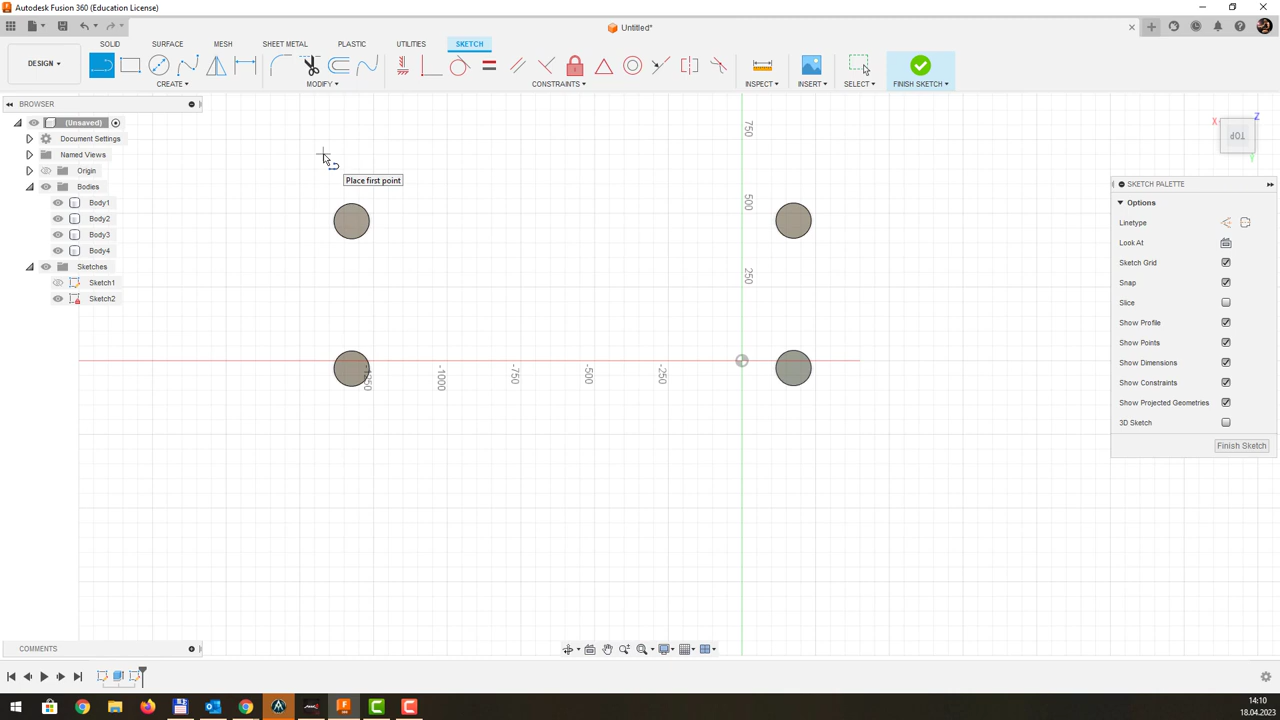 Autodesk Fusion 360 (Education License)
Untitled*
DESIGN
SOLID
SURFACE
MESH
SHEET METAL
PLASTIC
UTILITIES
SKETCH
CREATE
MODIFY
CONSTRAINTS
INSPECT
INSERT
SELECT
FINISH SKETCH
BROWSER
(Unsaved)
Document Settings
Named Views
Origin
Bodies
Body1
Body2
Body3
Body4
Sketches
Sketch1
Sketch2
Place first point
750
500
250
-250
-500
-750
-1000
-1250
TOP
X
Y
Z
SKETCH PALETTE
Options
Linetype
Look At
Sketch Grid
Snap
Slice
Show Profile
Show Points
Show Dimensions
Show Constraints
Show Projected Geometries
3D Sketch
Finish Sketch
COMMENTS
14:10
18.04.2023